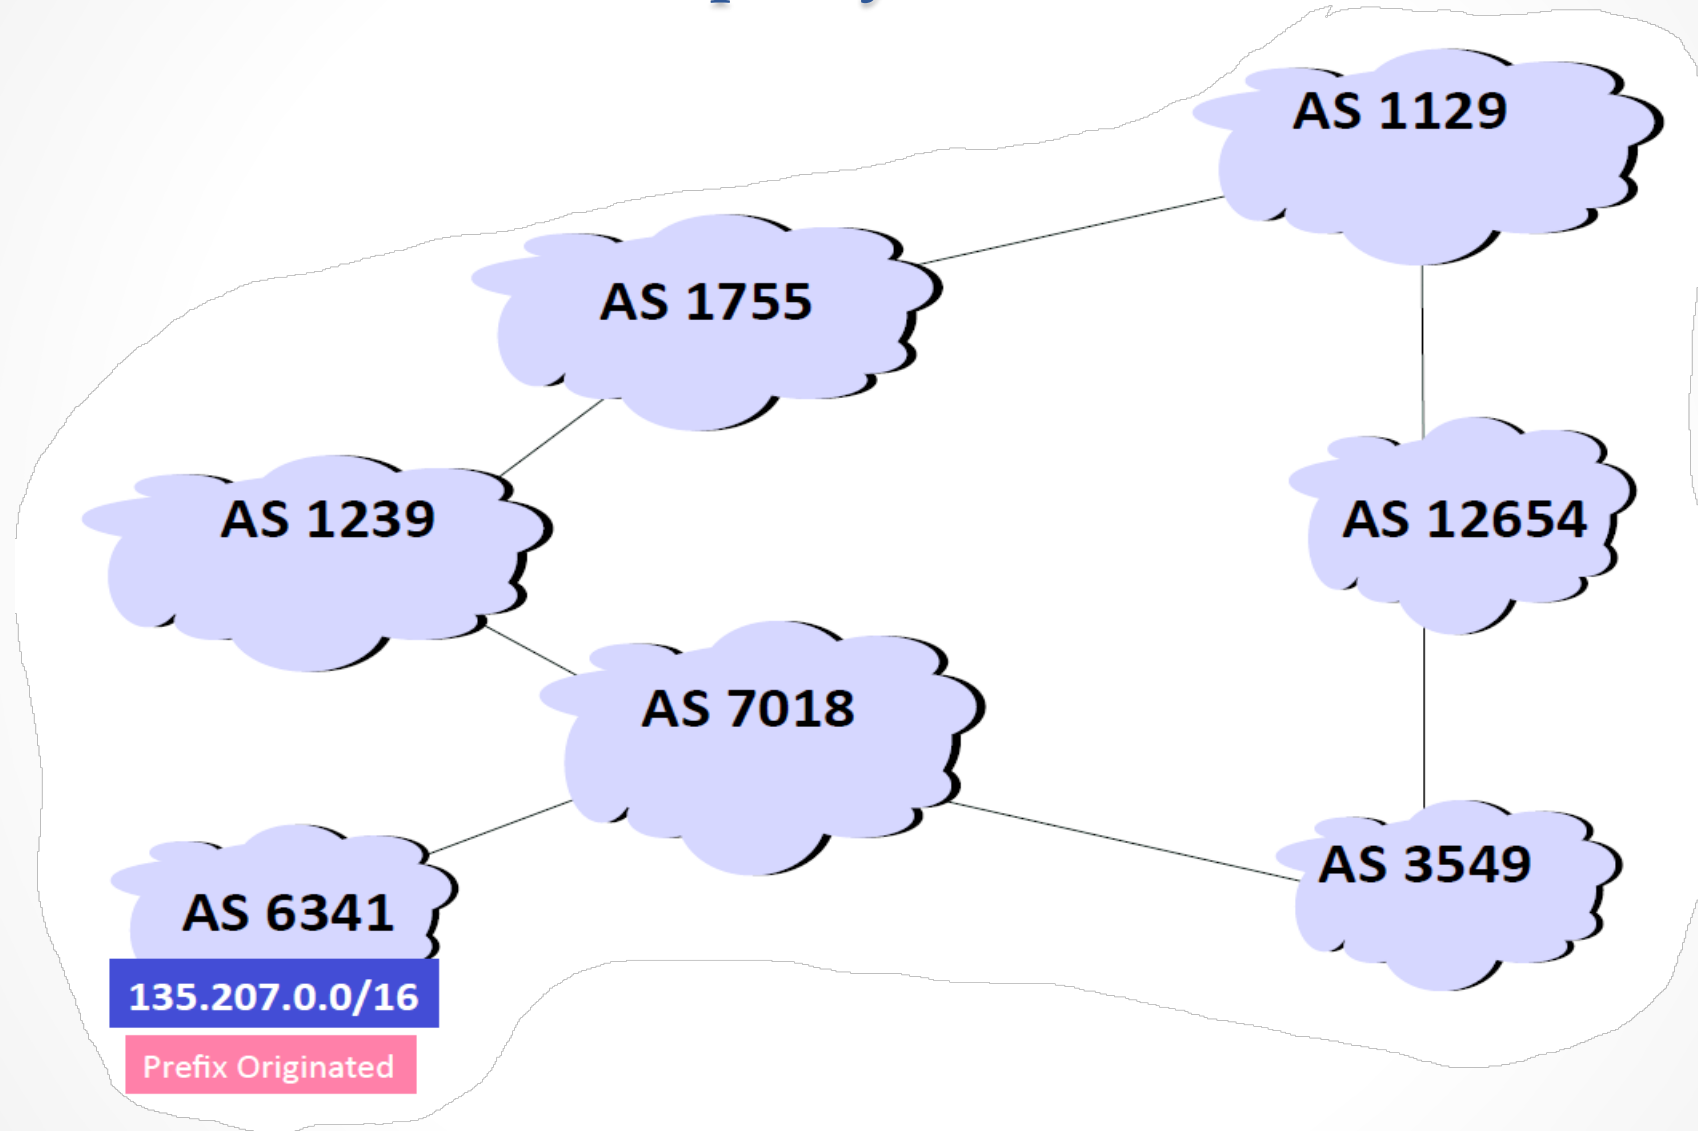 AS 1129
AS 1755
AS 1239
AS 12654
AS 7018
AS 3549
AS 6341
135.207.0.0/16
Prefix Originated